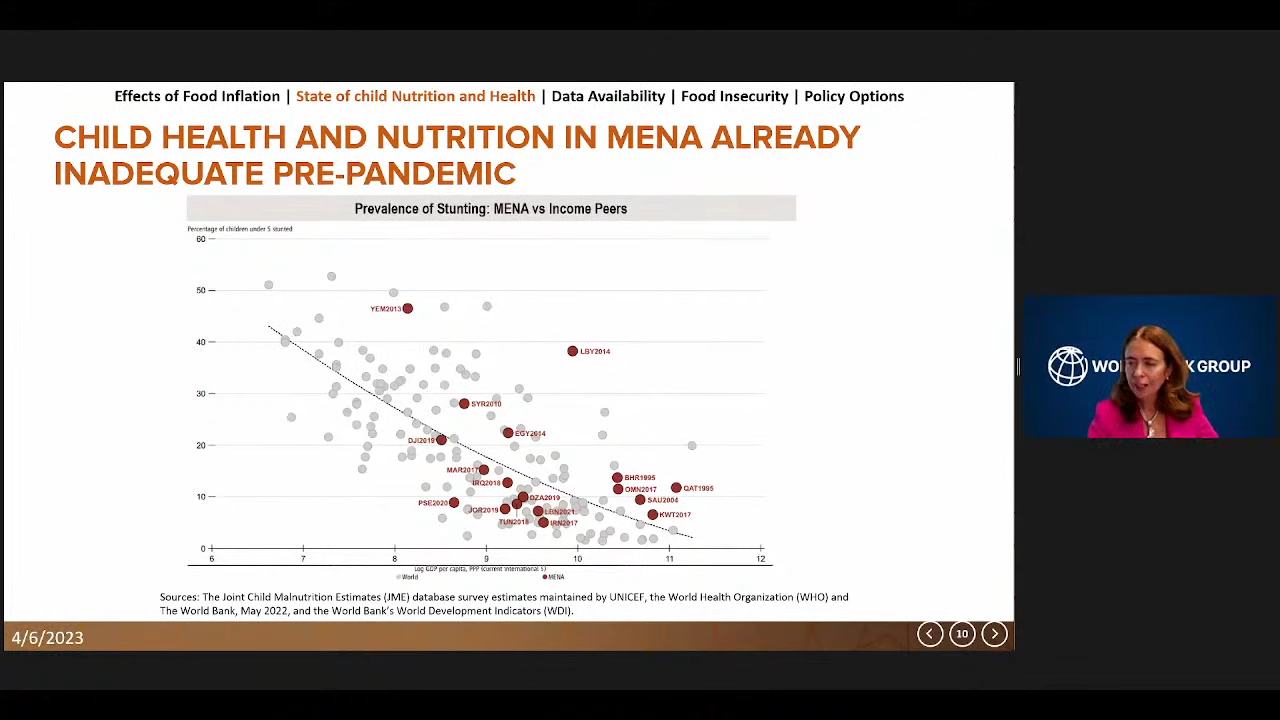 Effects of Food Inflation | State of child Nutrition and Health | Data Availability | Food Insecurity | Policy Options
CHILD HEALTH AND NUTRITION IN MENA ALREADY
INADEQUATE PRE-PANDEMIC
Prevalence of Stunting: MENA vs Income Peers
Percentage of children under 5 stunted
60
50
YEM2013
40
LBY2014
30
SYR2010
EGY2014
DJI2019
20
MAR2017
BHR1995
IRQ2018
OMN2017
QAT1995
10
DZA2019
SAU2004
PSE2020
JOR2019
LBN2021
KWT2017
TUN2018
IRN2017
0
6 7 8 9 10 11 12
Log GDP per capita, PPP (current international $)
World MENA
Sources: The Joint Child Malnutrition Estimates (JME) database survey estimates maintained by UNICEF, the World Health Organization (WHO) and
The World Bank, May 2022, and the World Bank's World Development Indicators (WDI).
4/6/2023
10
WO K GROUP